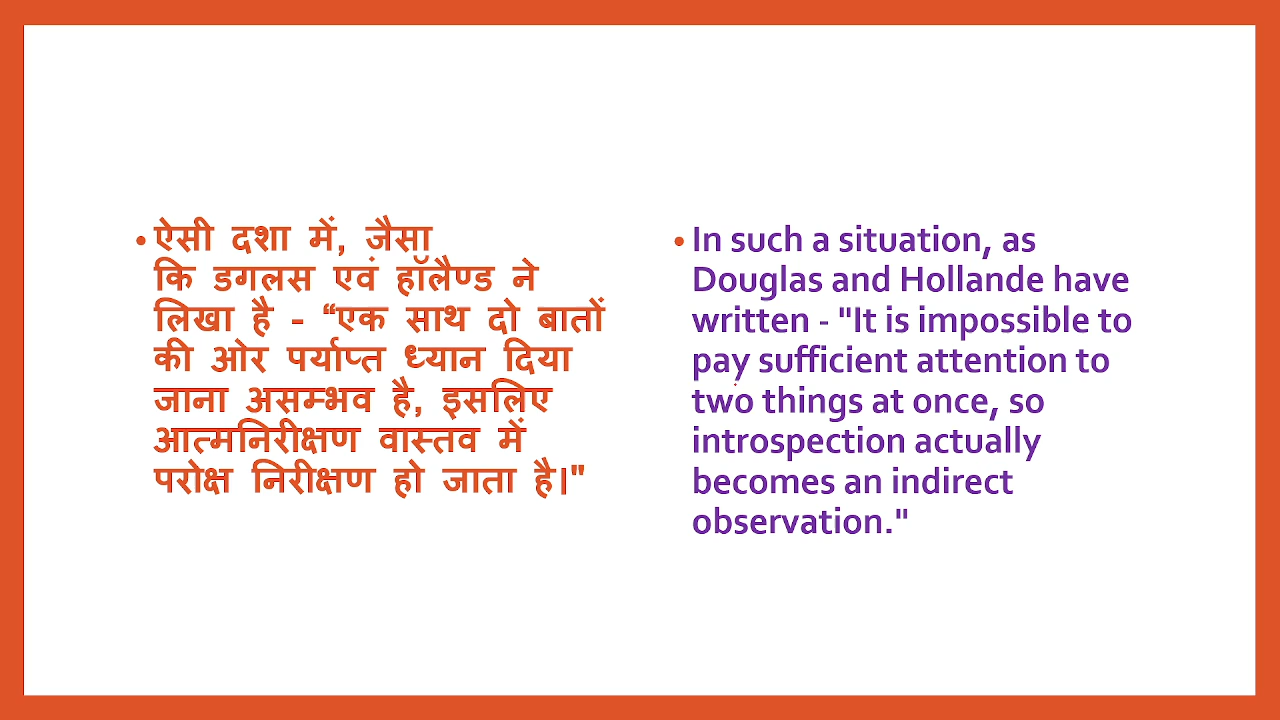 • ऐसी दशा में, जैसा
कि डगलस एवं हॉलैण्ड ने
लिखा है - “एक साथ दो बातों
की ओर पर्याप्त ध्यान दिया
जाना असम्भव है, इसलिए
आत्मनिरीक्षण वास्तव में
परोक्ष निरीक्षण हो जाता है।"
• In such a situation, as
Douglas and Hollande have
written - "It is impossible to
pay sufficient attention to
two things at once, so
introspection actually
becomes an indirect
observation."